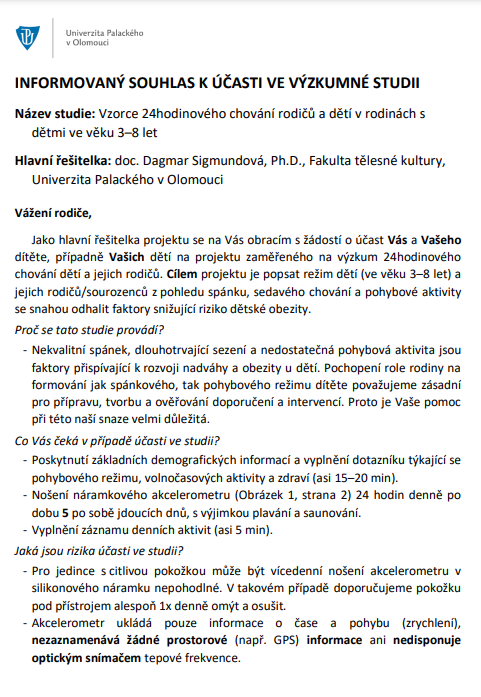 Univerzita Palackého
v Olomouci
INFORMOVANÝ SOUHLAS K ÚČASTI VE VÝZKUMNÉ STUDII
Název studie: Vzorce 24hodinového chování rodičů a dětí v rodinách s
dětmi ve věku 3–8 let
Hlavní řešitelka: doc. Dagmar Sigmundová, Ph.D., Fakulta tělesné kultury,
Univerzita Palackého v Olomouci
Vážení rodiče,
Jako hlavní řešitelka projektu se na Vás obracím s žádostí o účast Vás a Vašeho
dítěte, případně Vašich dětí na projektu zaměřeného na výzkum 24hodinového
chování dětí a jejich rodičů. Cílem projektu je popsat režim dětí (ve věku 3–8 let) a
jejich rodičů/sourozenců z pohledu spánku, sedavého chování a pohybové aktivity
se snahou odhalit faktory snižující riziko dětské obezity.
Proč se tato studie provádí?
- Nekvalitní spánek, dlouhotrvající sezení a nedostatečná pohybová aktivita jsou
faktory přispívající k rozvoji nadváhy a obezity u dětí. Pochopení role rodiny na
formování jak spánkového, tak pohybového režimu dítěte považujeme zásadní
pro přípravu, tvorbu a ověřování doporučení a intervencí. Proto je Vaše pomoc
při této naší snaze velmi důležitá.
Co Vás čeká v případě účasti ve studii?
- Poskytnutí základních demografických informací a vyplnění dotazníku týkající se
pohybového režimu, volnočasových aktivity a zdraví (asi 15–20 min).
- Nošení náramkového akcelerometru (Obrázek 1, strana 2) 24 hodin denně po
dobu 5 po sobě jdoucích dnů, s výjimkou plavání a saunování.
- Vyplnění záznamu denních aktivit (asi 5 min).
Jaká jsou rizika účasti ve studii?
- Pro jedince s citlivou pokožkou může být vícedenní nošení akcelerometru v
silikonového náramku nepohodlné. V takovém případě doporučujeme pokožku
pod přístrojem alespoň 1x denně omýt a osušit.
- Akcelerometr ukládá pouze informace o čase a pohybu (zrychlení),
nezaznamenává žádné prostorové (např. GPS) informace ani nedisponuje
optickým snímačem tepové frekvence.